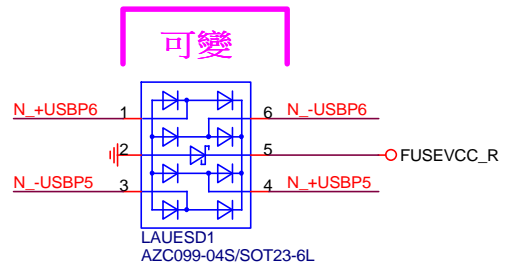 可變
N_+USBP6 1 6 N_-USBP6
2 5 FUSEVCC_R
N_-USBP5 3 4 N_+USBP5
LAUESD1
AZC099-04S/SOT23-6L